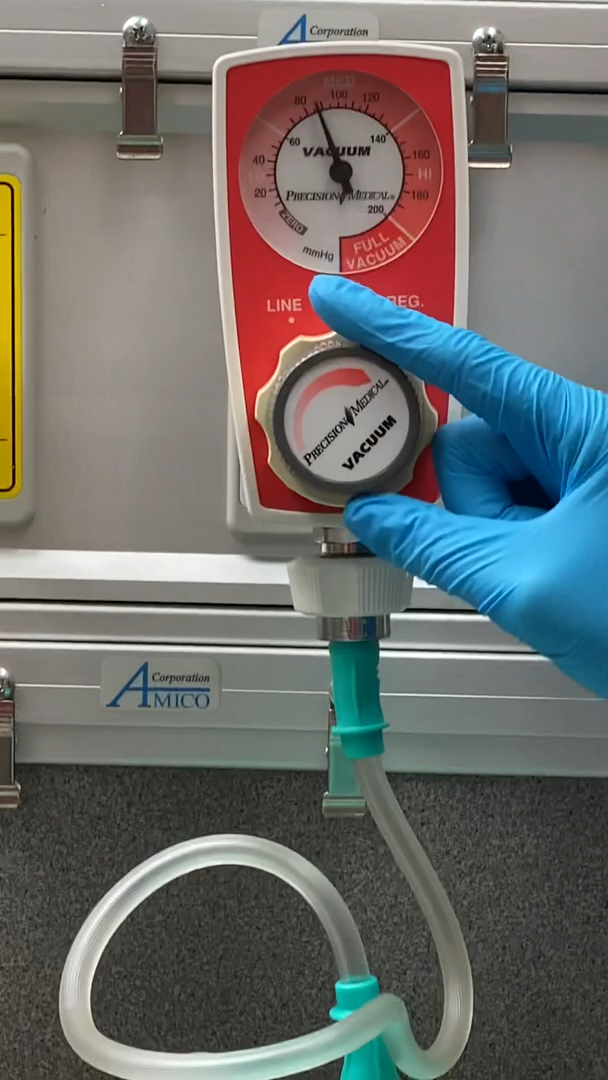 Corporation
MED
80 100 120
60 140
VACUUM
40 160
LO HI
20 180
PRECISION MEDICAL®
200
ZERO
mmHg
FULL
VACUUM
LINE REG.
PRECISION MEDICAL®
VACUUM
Corporation
AMICO